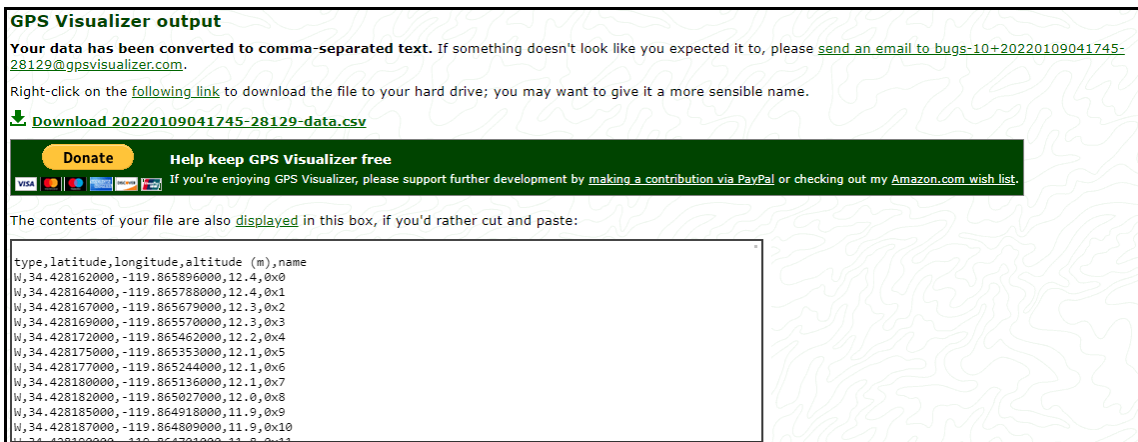 GPS Visualizer output
Your data has been converted to comma-separated text. If something doesn't look like you expected it to, please send an email to bugs-10+20220109041745-
28129@gpsvisualizer.com.
Right-click on the following link to download the file to your hard drive; you may want to give it a more sensible name.
Download 20220109041745-28129-data.csv
Donate
Help keep GPS Visualizer free
VISA
DISCOVER
If you're enjoying GPS Visualizer, please support further development by making a contribution via PayPal or checking out my Amazon.com wish list.
The contents of your file are also displayed in this box, if you'd rather cut and paste:
type,latitude,longitude,altitude (m),name
W,34.428162000,-119.865896000,12.4,0x0
W,34.428164000,-119.865788000,12.4,0x1
W,34.428167000,-119.865679000,12.3,0x2
W,34.428169000,-119.865570000,12.3,0x3
W,34.428172000,-119.865462000,12.2,0x4
W,34.428175000,-119.865353000,12.1,0x5
W,34.428177000,-119.865244000,12.1,0x6
W,34.428180000,-119.865136000,12.1,0x7
W,34.428182000,-119.865027000,12.0,0x8
W,34.428185000,-119.864918000,11.9,0x9
W,34.428187000,-119.864809000,11.9,0x10
W,34.428190000,-119.864701000,11.8,0x11